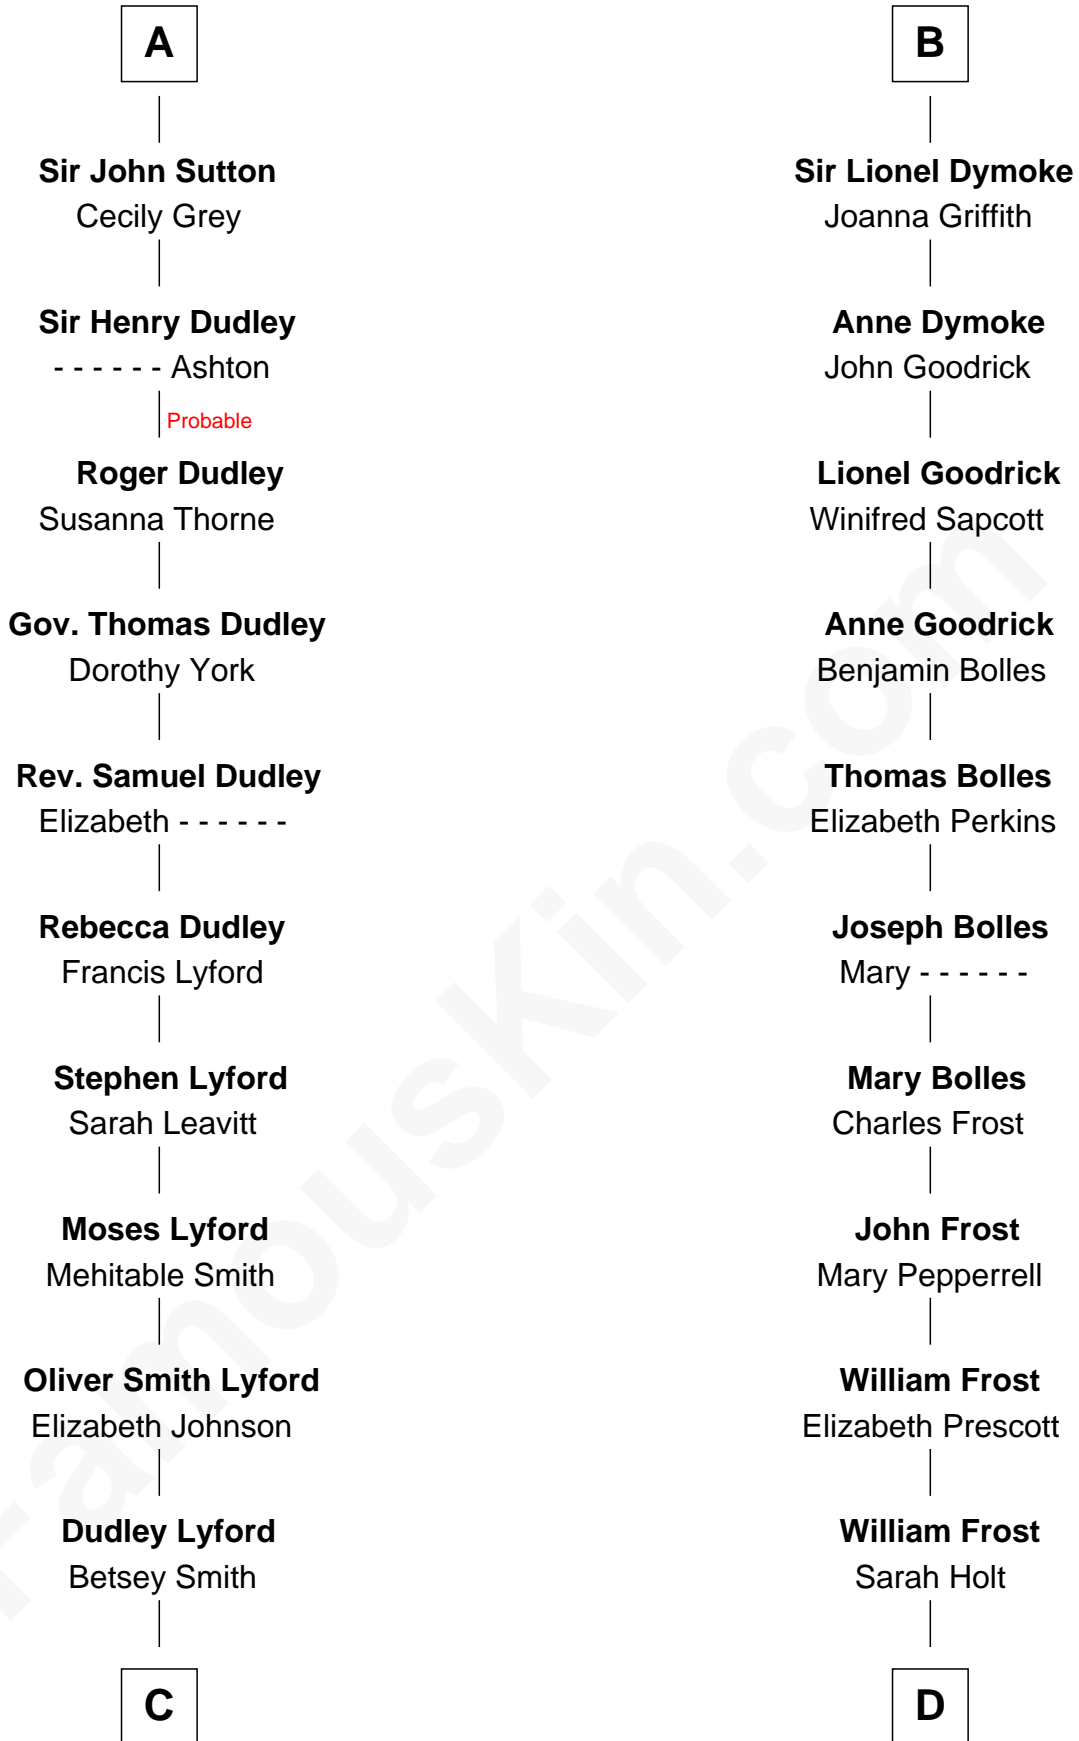 A
Sir John Sutton
Cecily Grey
Sir Henry Dudley
- - - - - - Ashton
Probable
Roger Dudley
Susanna Thorne
Gov. Thomas Dudley
Dorothy York
Rev. Samuel Dudley
Elizabeth - - - - - -
Rebecca Dudley
Francis Lyford
Stephen Lyford
Sarah Leavitt
Moses Lyford
Mehitable Smith
Oliver Smith Lyford
Elizabeth Johnson
Dudley Lyford
Betsey Smith
C
B
Sir Lionel Dymoke
Joanna Griffith
Anne Dymoke
John Goodrick
Lionel Goodrick
Winifred Sapcott
Anne Goodrick
Benjamin Bolles
Thomas Bolles
Elizabeth Perkins
Joseph Bolles
Mary - - - - - -
Mary Bolles
Charles Frost
John Frost
Mary Pepperrell
William Frost
Elizabeth Prescott
William Frost
Sarah Holt
D
FamousKin.com